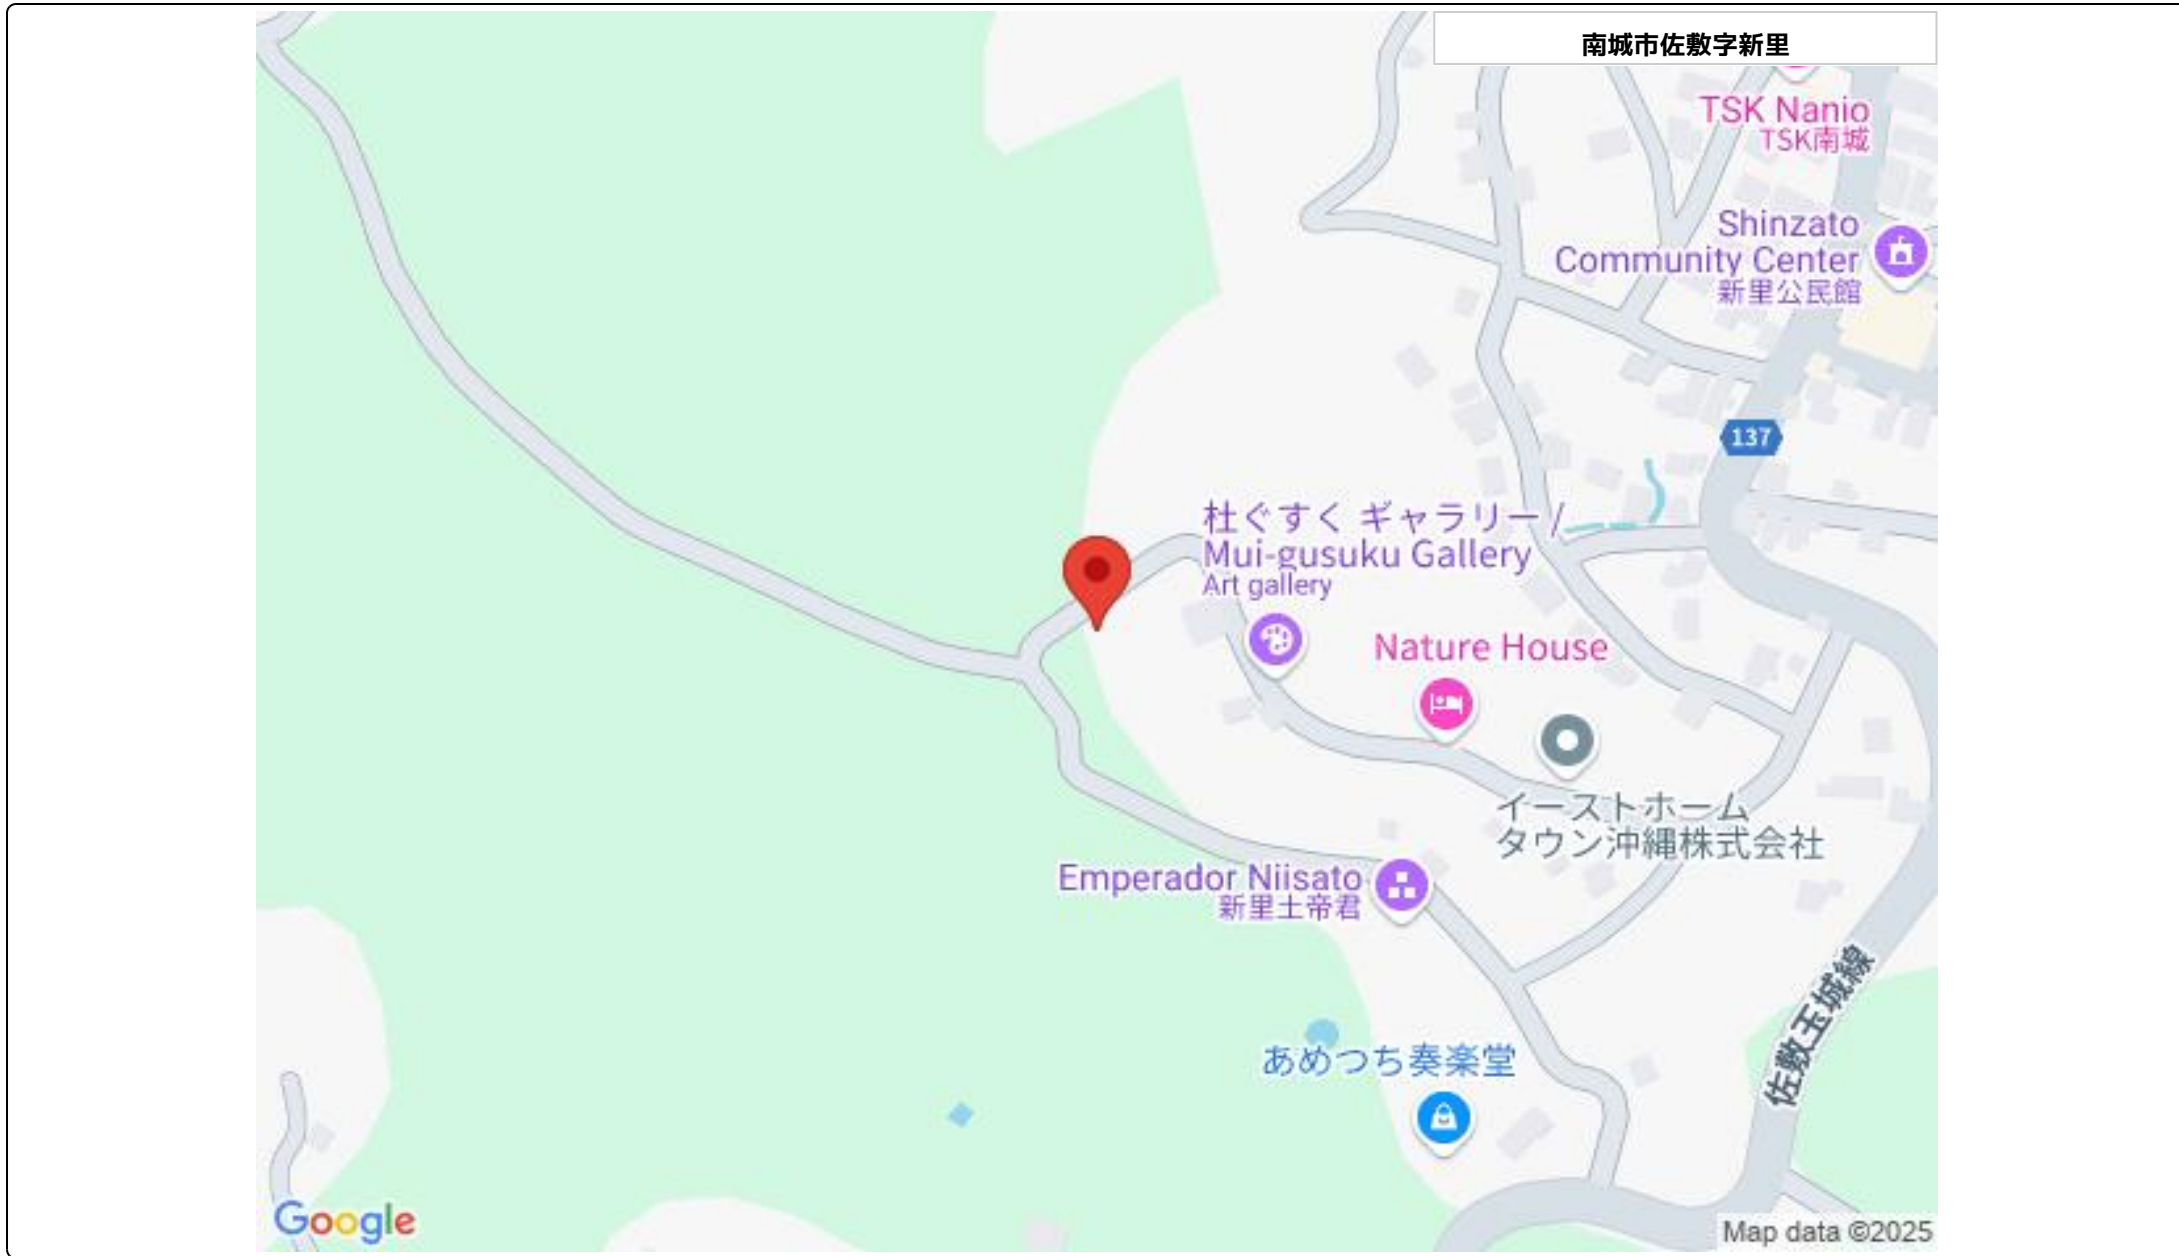 南城市佐敷字新里
TSK Nanjo
TSK南城
Shinzato
Community Center
新里公民館
137
杜ぐすく ギャラリー /
Mui-gusuku Gallery
Art gallery
Nature House
イーストホーム
タウン沖縄株式会社
Emperador Niisato
新里土帝君
佐敷玉城線
あめつち奏楽堂
Google
Map data ©2025